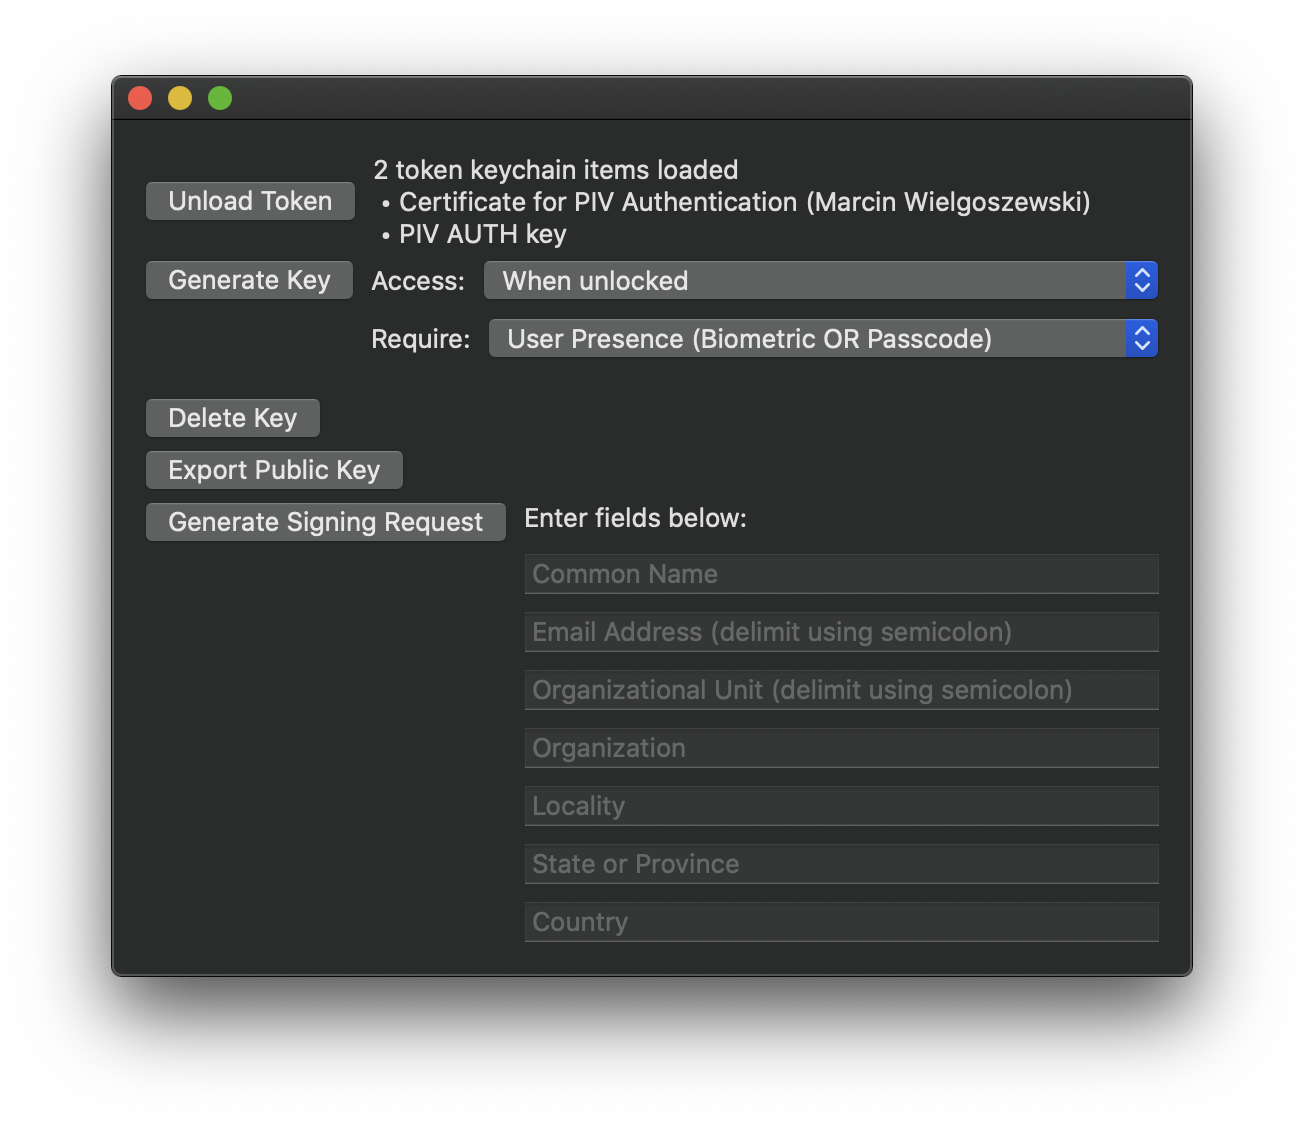 2 token keychain items loaded
Unload Token
• Certificate for PIV Authentication (Marcin Wielgoszewski)
• PIV AUTH key
Generate Key
Access:
When unlocked
Require:
User Presence (Biometric OR Passcode)
Delete Key
Export Public Key
Generate Signing Request
Enter fields below:
Common Name
Email Address (delimit using semicolon)
Organizational Unit (delimit using semicolon)
Organization
Locality
State or Province
Country